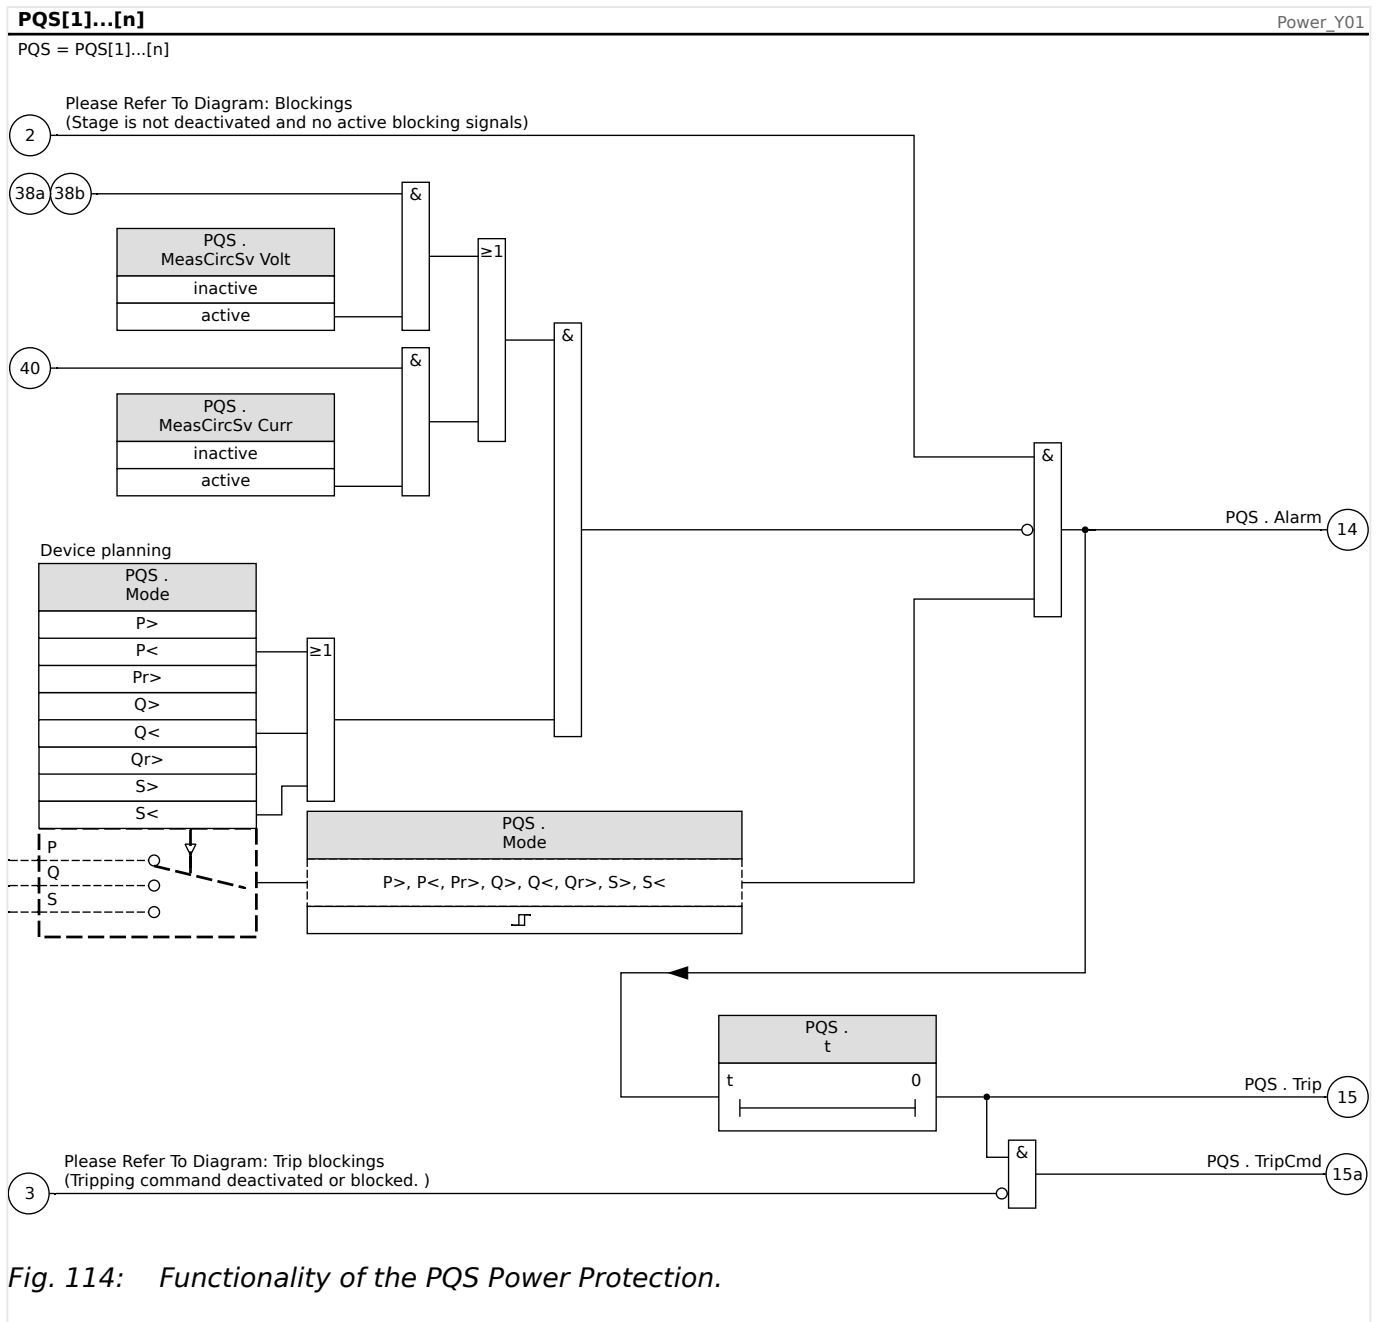 PQS[1]...[n]
Power_Y01
PQS = PQS[1]...[n]
Please Refer To Diagram: Blockings
(Stage is not deactivated and no active blocking signals)
2
38a 38b
&
PQS .
MeasCircSv Volt
inactive
active
≥1
&
40
&
PQS .
MeasCircSv Curr
inactive
active
&
PQS . Alarm
14
Device planning
PQS .
Mode
P>
P<
Pr>
Q>
Q<
Qr>
S>
S<
≥1
P
Q
S
PQS .
Mode
P>, P<, Pr>, Q>, Q<, Qr>, S>, S<
PQS .
t
t 0
PQS . Trip
15
Please Refer To Diagram: Trip blockings
(Tripping command deactivated or blocked. )
3
&
PQS . TripCmd
15a
Fig. 114: Functionality of the PQS Power Protection.